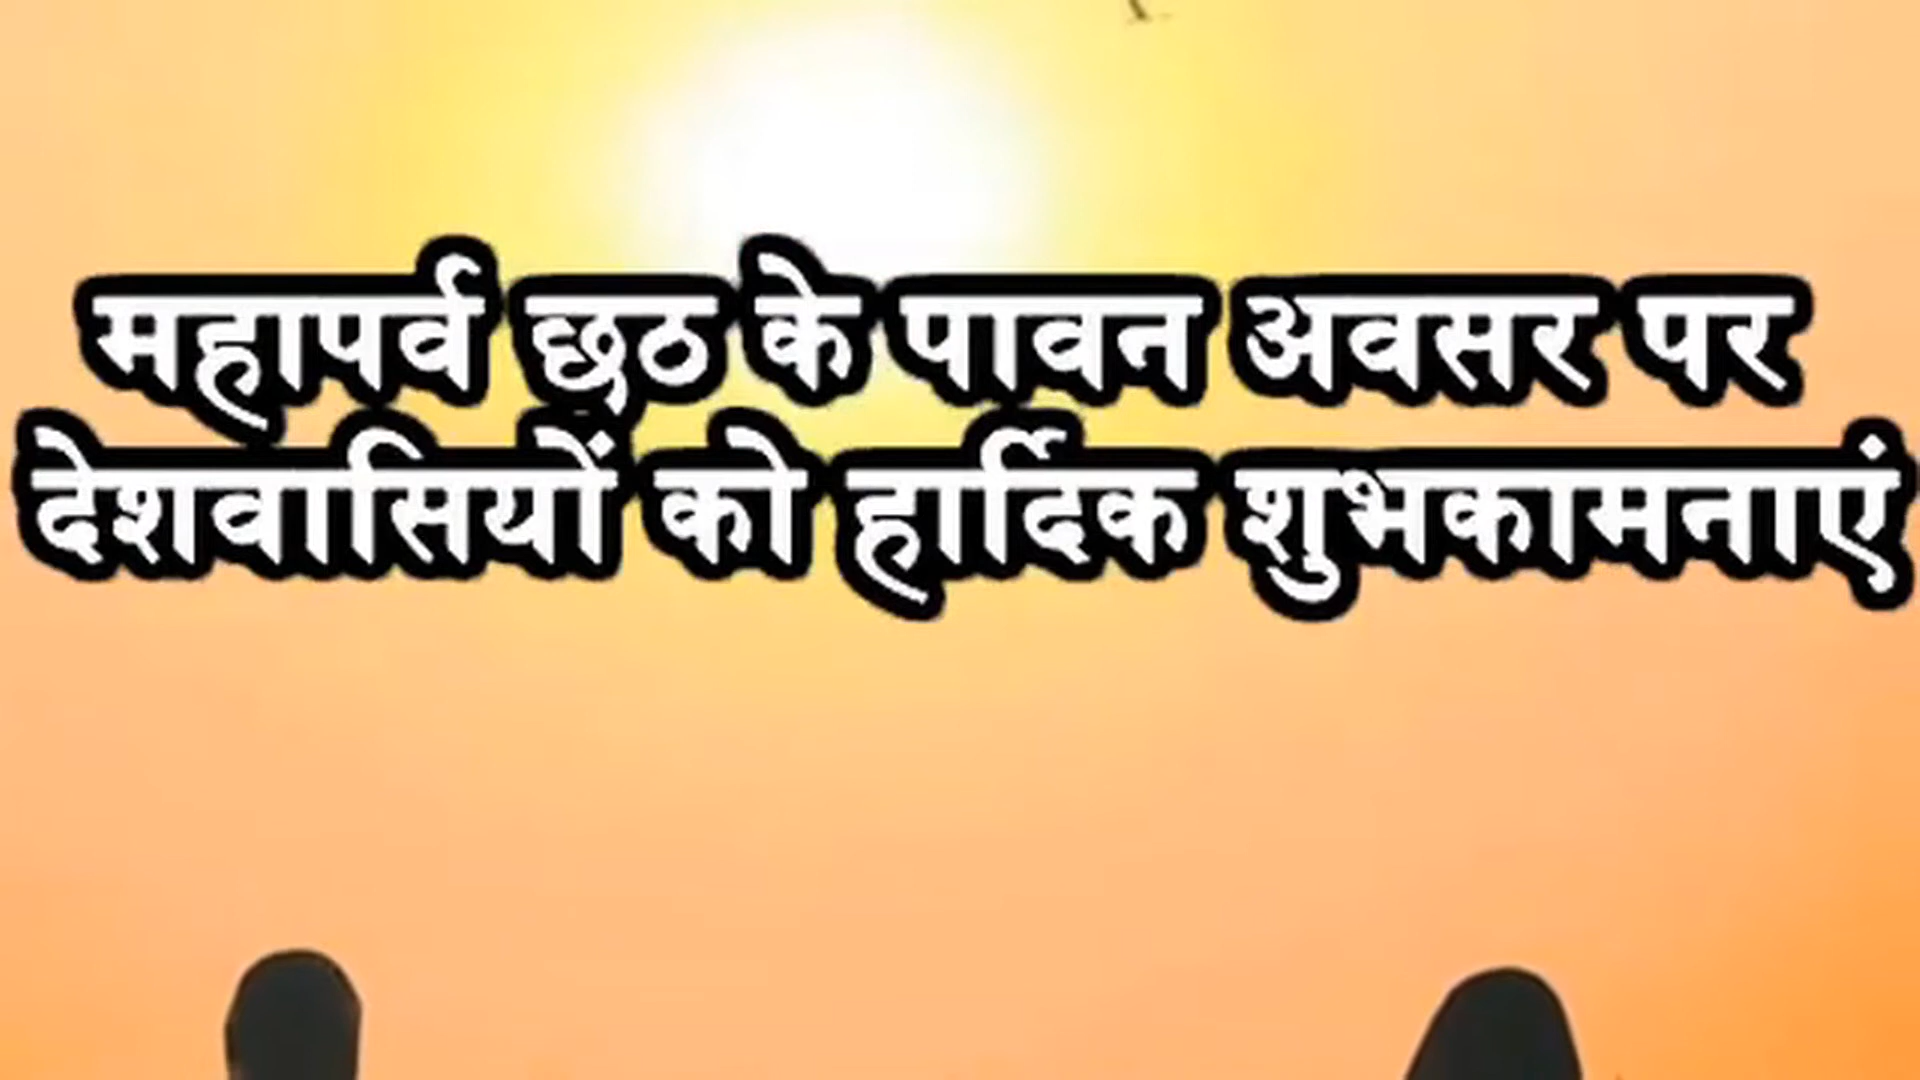 महापर्व छठ के पावन अवसर पर
देशवासियों को हार्दिक शुभकामनाएं